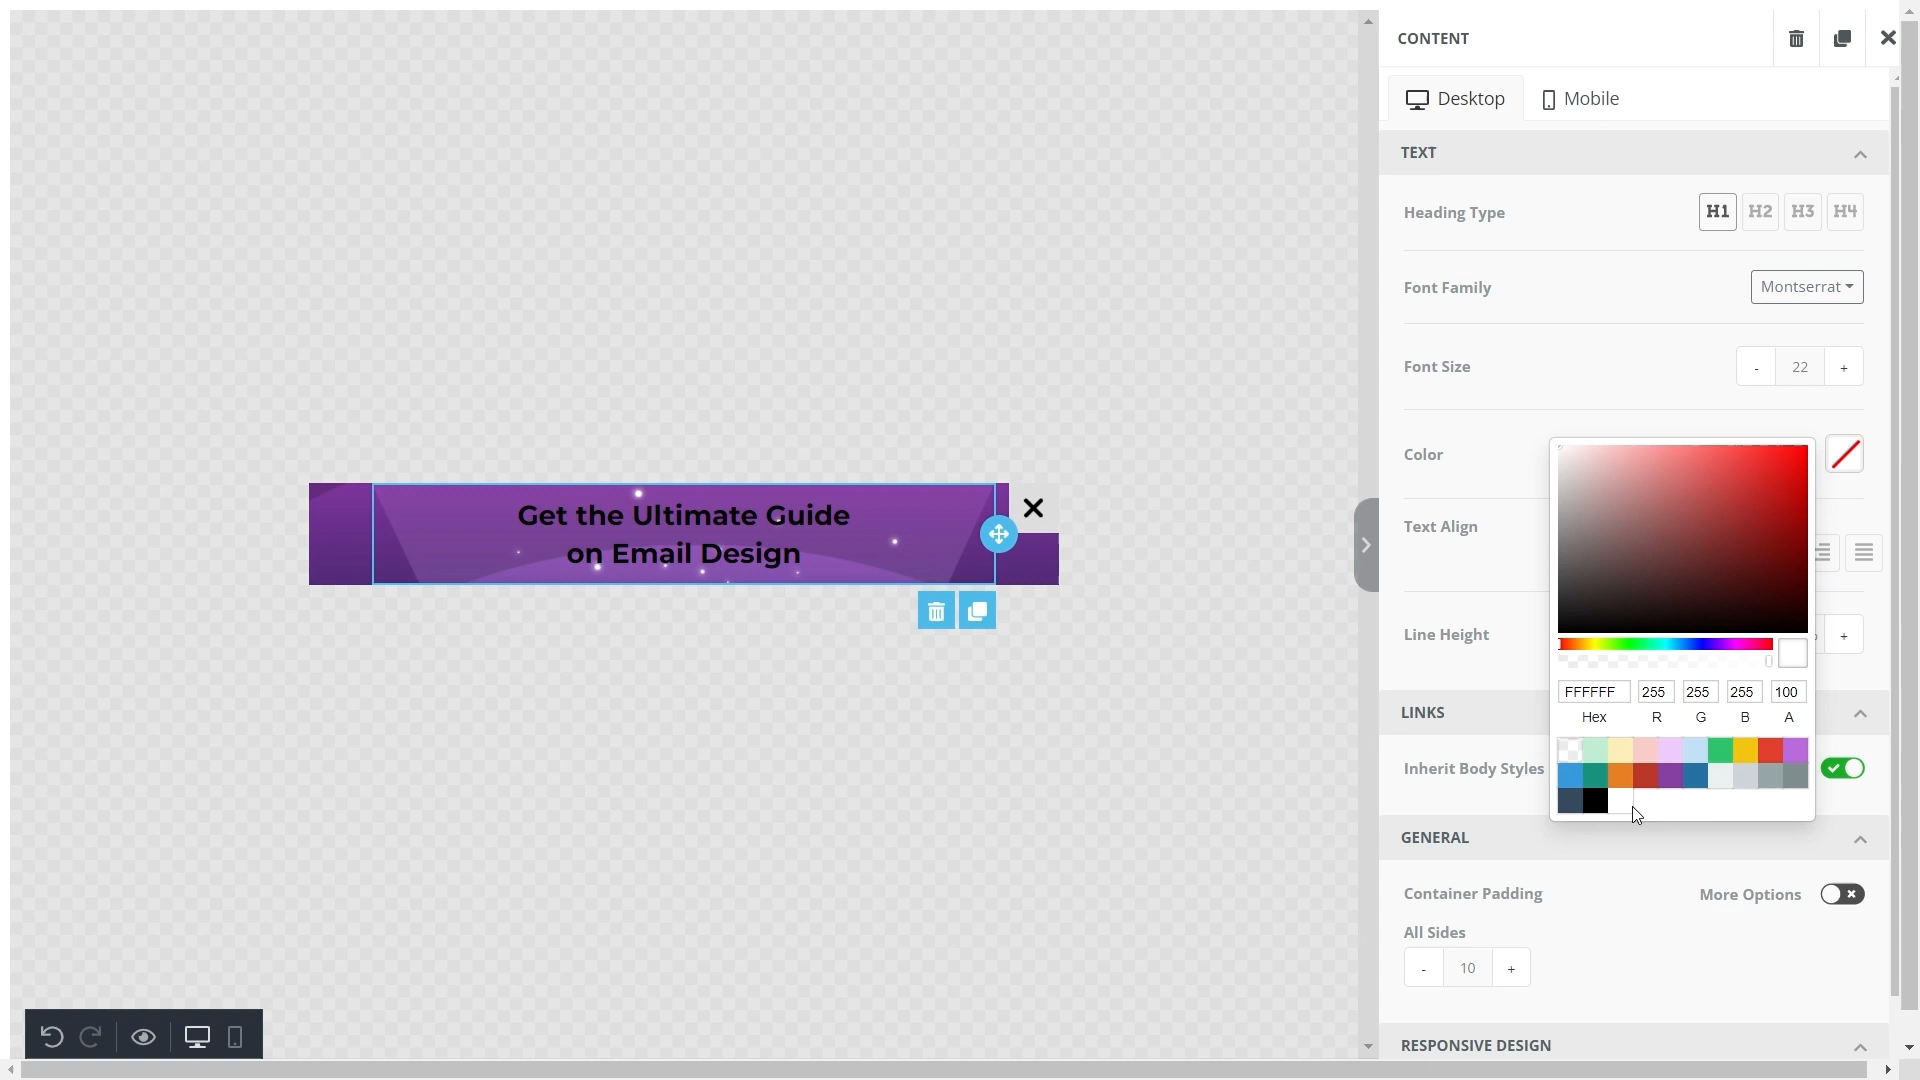 CONTENT
Desktop
Mobile
TEXT
Heading Type
H1 H2 H3 H4
Font Family
Montserrat
Font Size
- 22 +
Color
Get the Ultimate Guide
on Email Design
Text Align
Line Height
+
FFFFFF 255 255 255 100
Hex R G B A
LINKS
Inherit Body Styles
GENERAL
Container Padding
More Options
All Sides
- 10 +
RESPONSIVE DESIGN